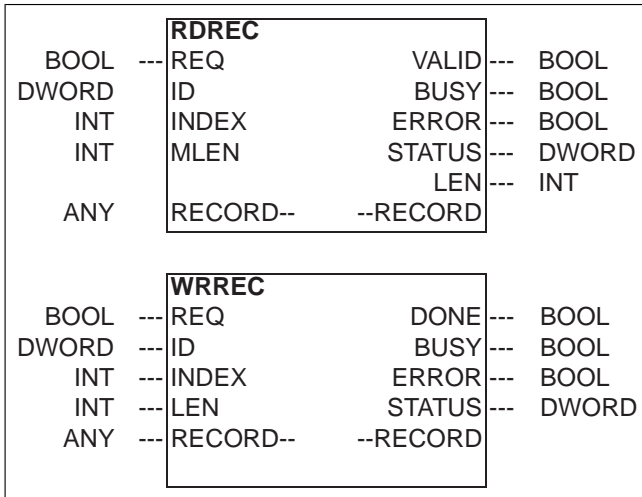 RDREC
BOOL --- REQ VALID --- BOOL
DWORD ID BUSY --- BOOL
INT INDEX ERROR --- BOOL
INT MLEN STATUS --- DWORD
LEN --- INT
ANY RECORD-- --RECORD
WRREC
BOOL --- REQ DONE --- BOOL
DWORD --- ID BUSY --- BOOL
INT --- INDEX ERROR --- BOOL
INT --- LEN STATUS --- DWORD
ANY --- RECORD-- --RECORD